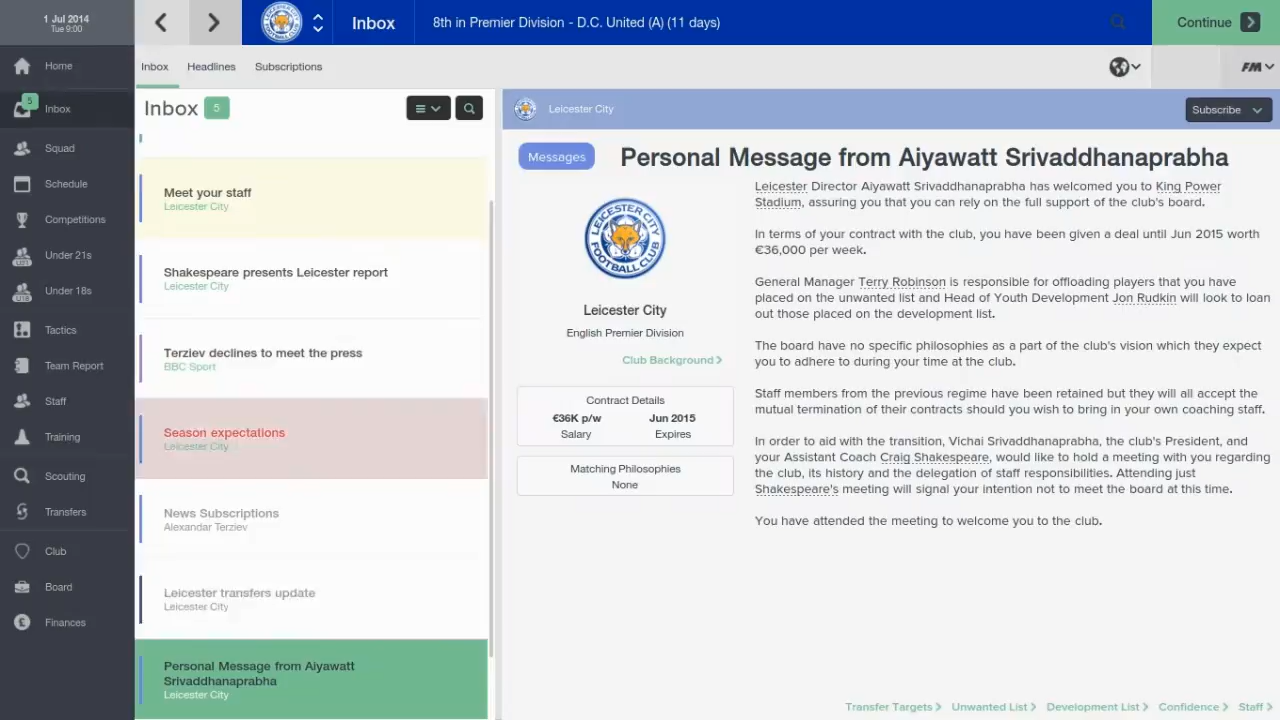 1 Jul 2014
Tue 9:00
Inbox
8th in Premier Division - D.C. United (A) (11 days)
Continue
Home
5
Inbox
Squad
Schedule
Competitions
Under 21s
Under 18s
Tactics
Team Report
Staff
Training
Scouting
Transfers
Club
Board
Finances
Inbox
Headlines
Subscriptions
FM
Inbox 5
Meet your staff
Leicester City
Shakespeare presents Leicester report
Leicester City
Terziev declines to meet the press
BBC Sport
Season expectations
Leicester City
News Subscriptions
Alexandar Terziev
Leicester transfers update
Leicester City
Personal Message from Aiyawatt
Srivaddhanaprabha
Leicester City
Leicester City
Subscribe
Messages
Personal Message from Aiyawatt Srivaddhanaprabha
LEICESTER CITY
FOOTBALL CLUB
Leicester City
English Premier Division
Club Background
Contract Details
€36K p/w
Jun 2015
Salary
Expires
Matching Philosophies
None
Leicester Director Aiyawatt Srivaddhanaprabha has welcomed you to King Power
Stadium, assuring you that you can rely on the full support of the club's board.
In terms of your contract with the club, you have been given a deal until Jun 2015 worth
€36,000 per week.
General Manager Terry Robinson is responsible for offloading players that you have
placed on the unwanted list and Head of Youth Development Jon Rudkin will look to loan
out those placed on the development list.
The board have no specific philosophies as a part of the club's vision which they expect
you to adhere to during your time at the club.
Staff members from the previous regime have been retained but they will all accept the
mutual termination of their contracts should you wish to bring in your own coaching staff.
In order to aid with the transition, Vichai Srivaddhanaprabha, the club's President, and
your Assistant Coach Craig Shakespeare, would like to hold a meeting with you regarding
the club, its history and the delegation of staff responsibilities. Attending just
Shakespeare's meeting will signal your intention not to meet the board at this time.
You have attended the meeting to welcome you to the club.
Transfer Targets
Unwanted List
Development List
Confidence
Staff